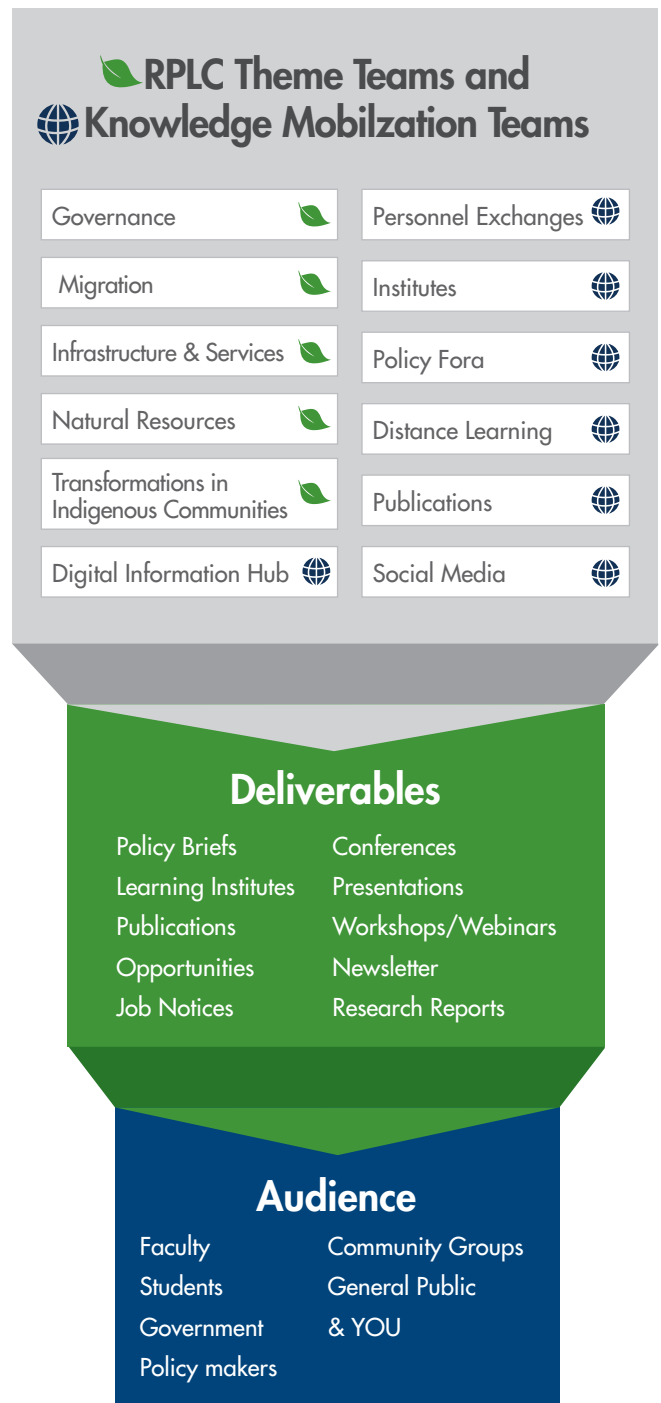 RPLC Theme Teams and
Knowledge Mobilzation Teams
Governance
Migration
Infrastructure & Services
Natural Resources
Transformations in
Indigenous Communities
Digital Information Hub
Personnel Exchanges
Institutes
Policy Fora
Distance Learning
Publications
Social Media
Deliverables
Policy Briefs
Learning Institutes
Publications
Opportunities
Job Notices
Conferences
Presentations
Workshops/Webinars
Newsletter
Research Reports
Audience
Faculty
Students
Government
Policy makers
Community Groups
General Public
& YOU